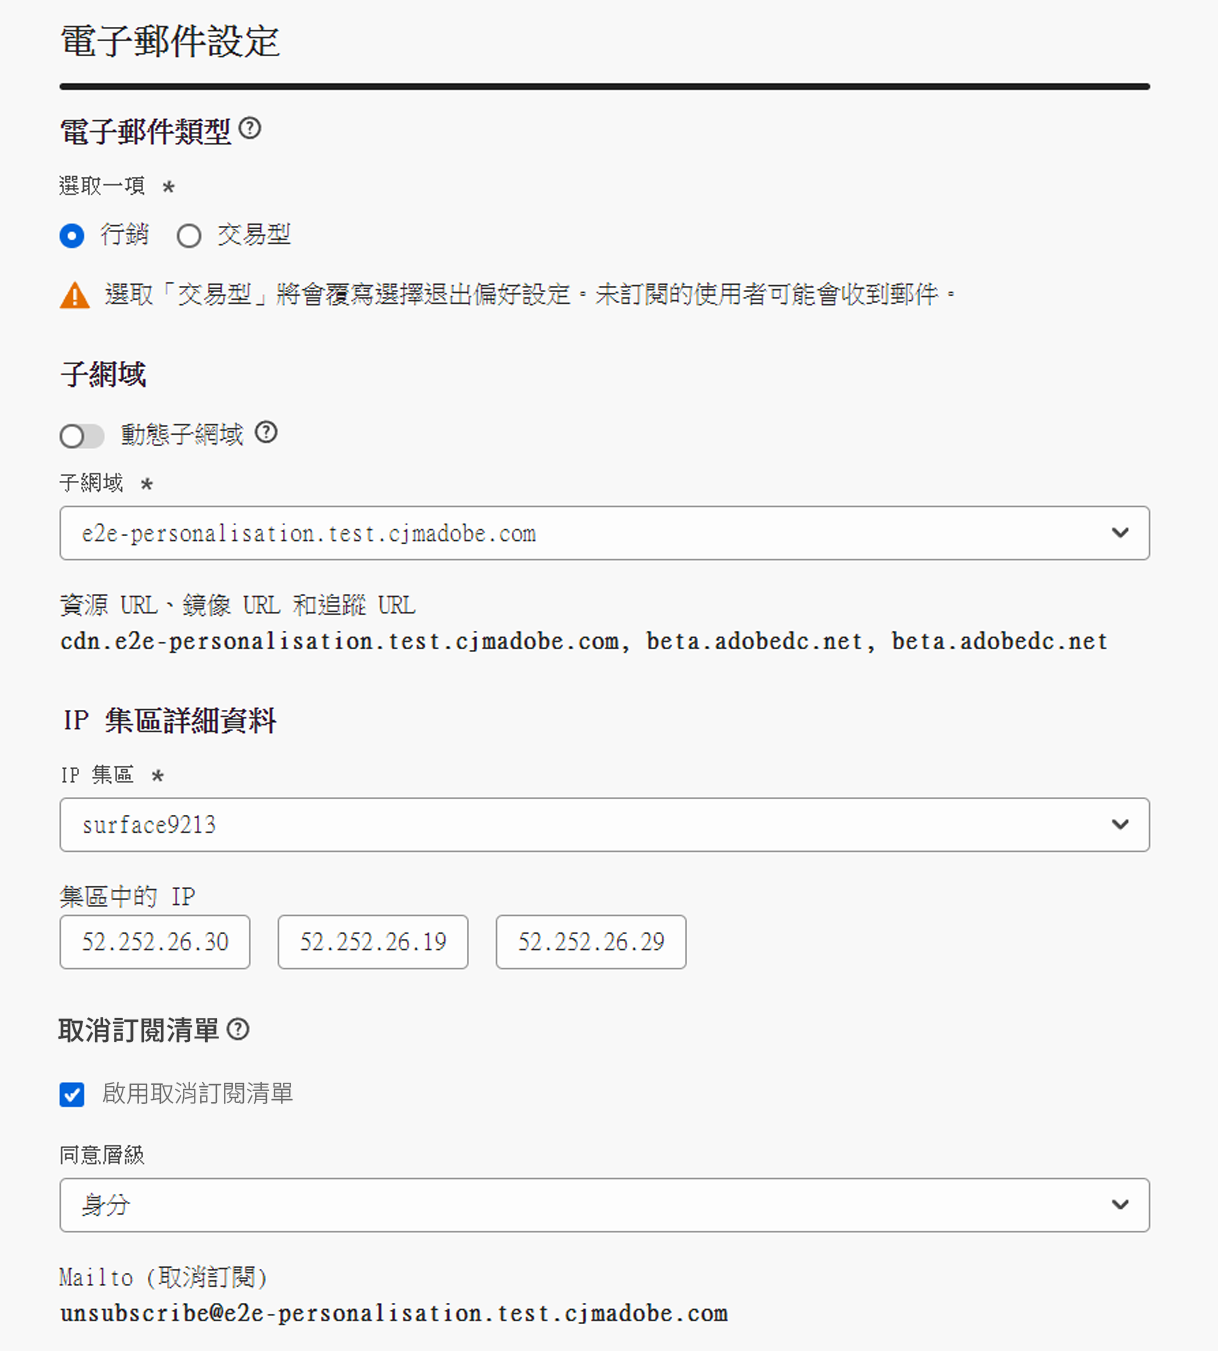 電子郵件設定
電子郵件類型
選取一項 *
行銷 交易型
選取「交易型」將會覆寫選擇退出偏好設定。未訂閱的使用者可能會收到郵件。
子網域
動態子網域
子網域 *
e2e-personalisation.test.cjmadobe.com
資源 URL、鏡像 URL 和追蹤 URL
cdn.e2e-personalisation.test.cjmadobe.com, beta.adobedc.net, beta.adobedc.net
IP 集區詳細資料
IP 集區 *
surface9213
集區中的 IP
52.252.26.30 52.252.26.19 52.252.26.29
取消訂閱清單
啟用取消訂閱清單
同意層級
身分
Mailto (取消訂閱)
unsubscribe@e2e-personalisation.test.cjmadobe.com